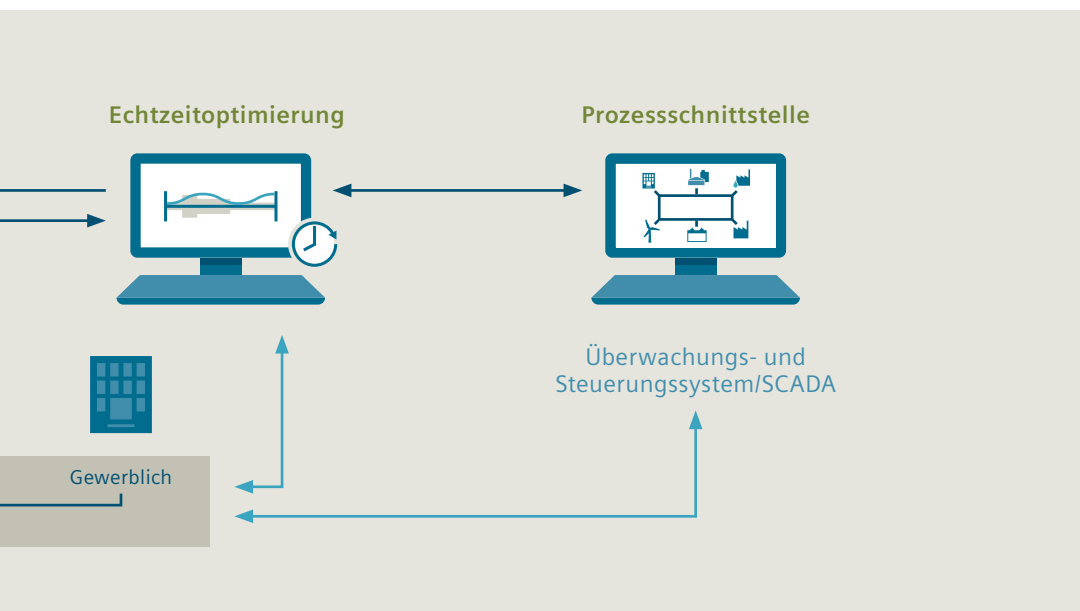 Echtzeitoptimierung
Prozessschnittstelle
Überwachungs- und
Steuerungssystem/SCADA
Gewerblich